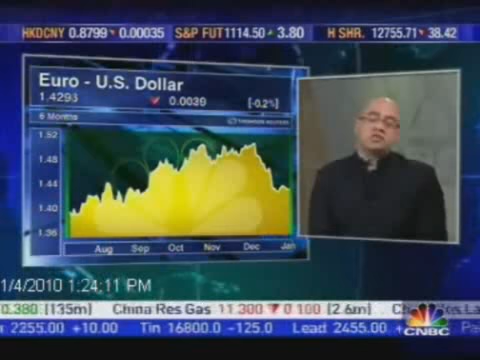 HKDCNY 0.8799 ▾ 0.00035 S&P FUT 1114.50 ▴ 3.80 H SHR. 12755.71 ▾ 38.42
Euro - U.S. Dollar
1.4293 ▼ 0.0039 [-0.2%]
6 Months THOMSON REUTERS
1.52
1.48
1.44
1.40
1.36
Aug Sep Oct Nov Dec Jan
1/4/2010 1:24:11 PM
0.380 (135m) China Res Gas 11.300 ▼ 0.100 (2.6m)
2255.00 +10.00 Tin 16800 -125.0 Lead 2455.00
CNBC